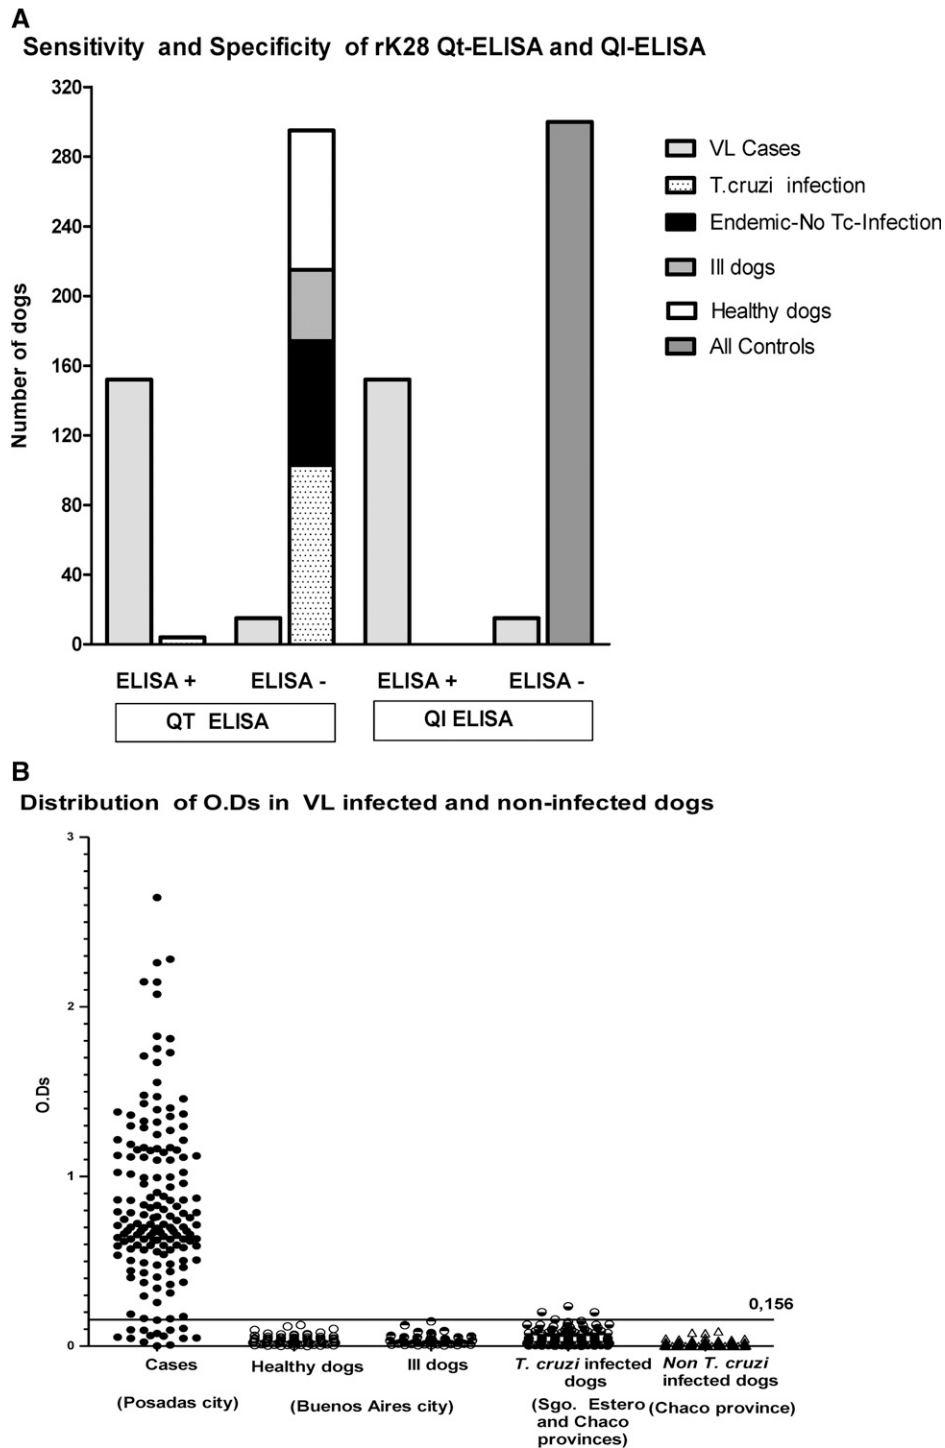 A
Sensitivity and Specificity of rK28 Qt-ELISA and QI-ELISA
Number of dogs
320
280
240
200
160
120
80
40
0
VL Cases
T.cruzi infection
Endemic-No Tc-Infection
Ill dogs
Healthy dogs
All Controls
ELISA + ELISA - ELISA + ELISA -
QT ELISA QI ELISA
B
Distribution of O.Ds in VL infected and non-infected dogs
O.Ds
3
2
1
0
0,156
Cases Healthy dogs Ill dogs T. cruzi infected Non T. cruzi
dogs infected dogs
(Posadas city) (Buenos Aires city) (Sgo. Estero (Chaco province)
and Chaco
provinces)